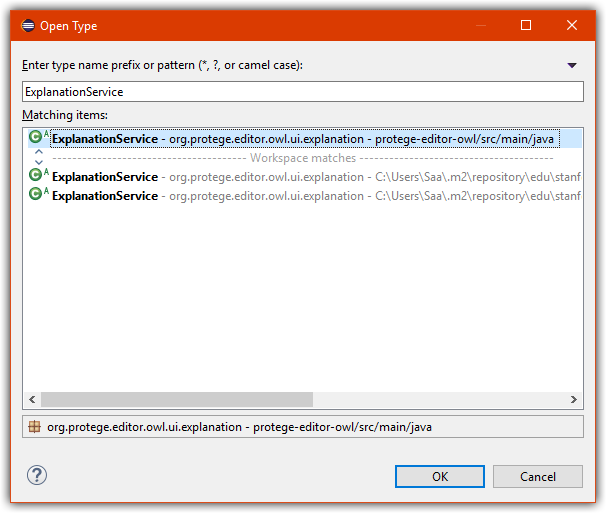 Open Type
Enter type name prefix or pattern (*, ?, or camel case):
ExplanationService
Matching items:
ExplanationService - org.protege.editor.owl.ui.explanation - protege-editor-owl/src/main/java
Workspace matches
ExplanationService - org.protege.editor.owl.ui.explanation - C:\Users\Saa\.m2\repository\edu\stanf
ExplanationService - org.protege.editor.owl.ui.explanation - C:\Users\Saa\.m2\repository\edu\stanf
org.protege.editor.owl.ui.explanation - protege-editor-owl/src/main/java
OK Cancel